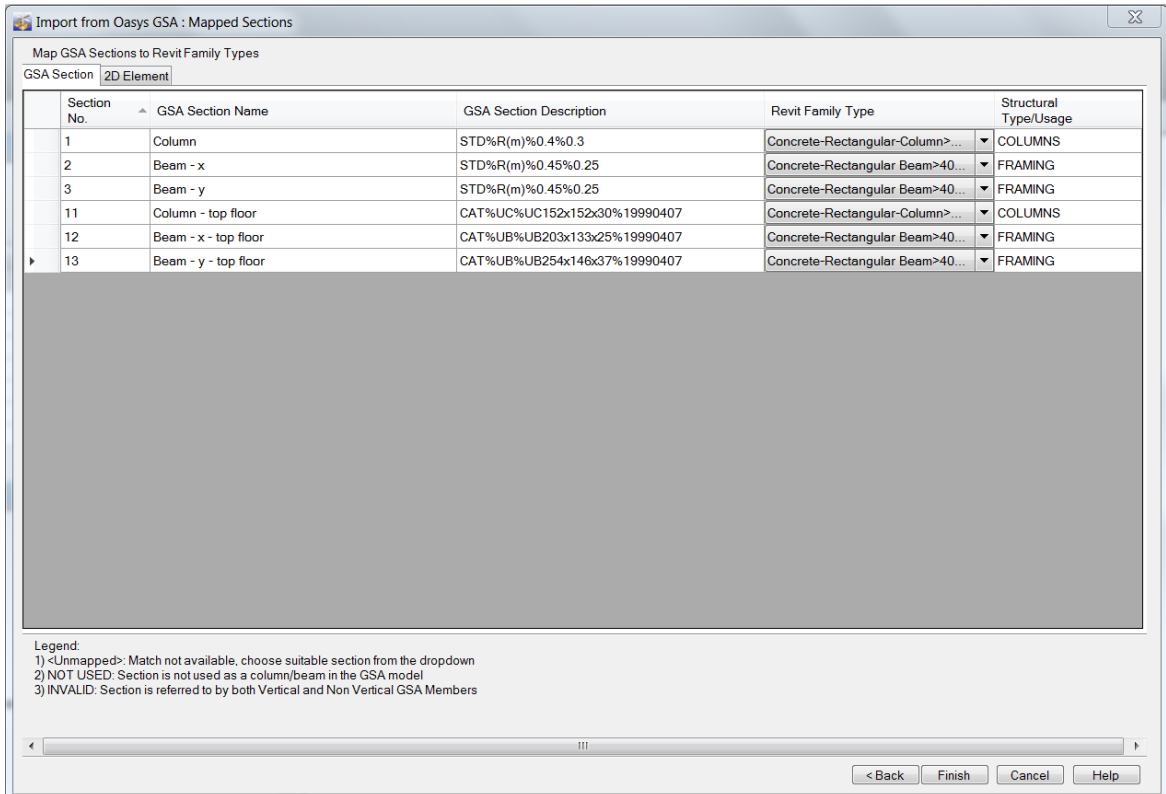 Import from Oasys GSA : Mapped Sections
Map GSA Sections to Revit Family Types
GSA Section 2D Element
Section No. GSA Section Name GSA Section Description Revit Family Type Structural Type/Usage
1 Column STD%R(m)%0.4%0.3 Concrete-Rectangular-Column>... COLUMNS
2 Beam - x STD%R(m)%0.45%0.25 Concrete-Rectangular Beam>40... FRAMING
3 Beam - y STD%R(m)%0.45%0.25 Concrete-Rectangular Beam>40... FRAMING
11 Column - top floor CAT%UC%UC152x152x30%19990407 Concrete-Rectangular-Column>... COLUMNS
12 Beam - x - top floor CAT%UB%UB203x133x25%19990407 Concrete-Rectangular Beam>40... FRAMING
13 Beam - y - top floor CAT%UB%UB254x146x37%19990407 Concrete-Rectangular Beam>40... FRAMING
Legend:
1) <Unmapped>: Match not available, choose suitable section from the dropdown
2) NOT USED: Section is not used as a column/beam in the GSA model
3) INVALID: Section is referred to by both Vertical and Non Vertical GSA Members
< Back Finish Cancel Help